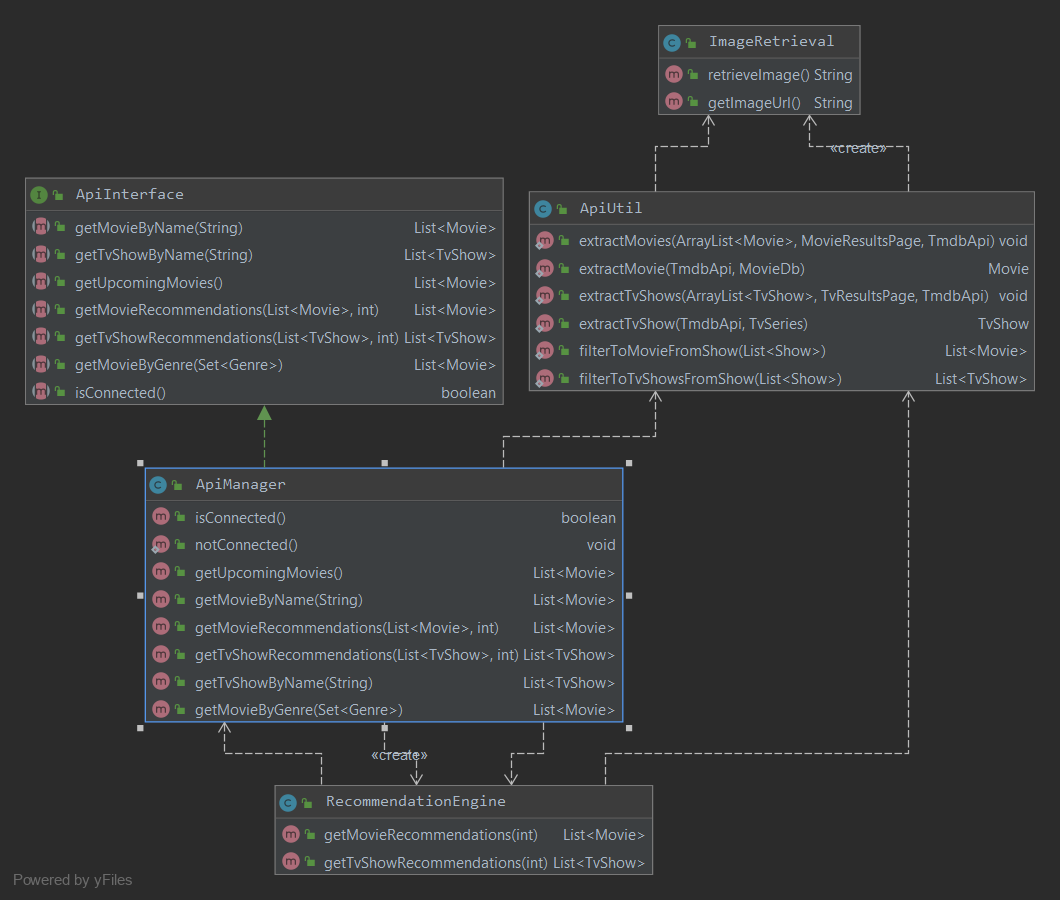 ImageRetrieval
retrieveImage() String
getImageUrl() String
«create»
ApiInterface
getMovieByName(String) List<Movie>
getTvShowByName(String) List<TvShow>
getUpcomingMovies() List<Movie>
getMovieRecommendations(List<Movie>, int) List<Movie>
getTvShowRecommendations(List<TvShow>, int) List<TvShow>
getMovieByGenre(Set<Genre>) List<Movie>
isConnected() boolean
ApiUtil
extractMovies(ArrayList<Movie>, MovieResultsPage, TmdbApi) void
extractMovie(TmdbApi, MovieDb) Movie
extractTvShows(ArrayList<TvShow>, TvResultsPage, TmdbApi) void
extractTvShow(TmdbApi, TvSeries) TvShow
filterToMovieFromShow(List<Show>) List<Movie>
filterToTvShowsFromShow(List<Show>) List<TvShow>
ApiManager
isConnected() boolean
notConnected() void
getUpcomingMovies() List<Movie>
getMovieByName(String) List<Movie>
getMovieRecommendations(List<Movie>, int) List<Movie>
getTvShowRecommendations(List<TvShow>, int) List<TvShow>
getTvShowByName(String) List<TvShow>
getMovieByGenre(Set<Genre>) List<Movie>
«create»
RecommendationEngine
getMovieRecommendations(int) List<Movie>
getTvShowRecommendations(int) List<TvShow>
Powered by yFiles